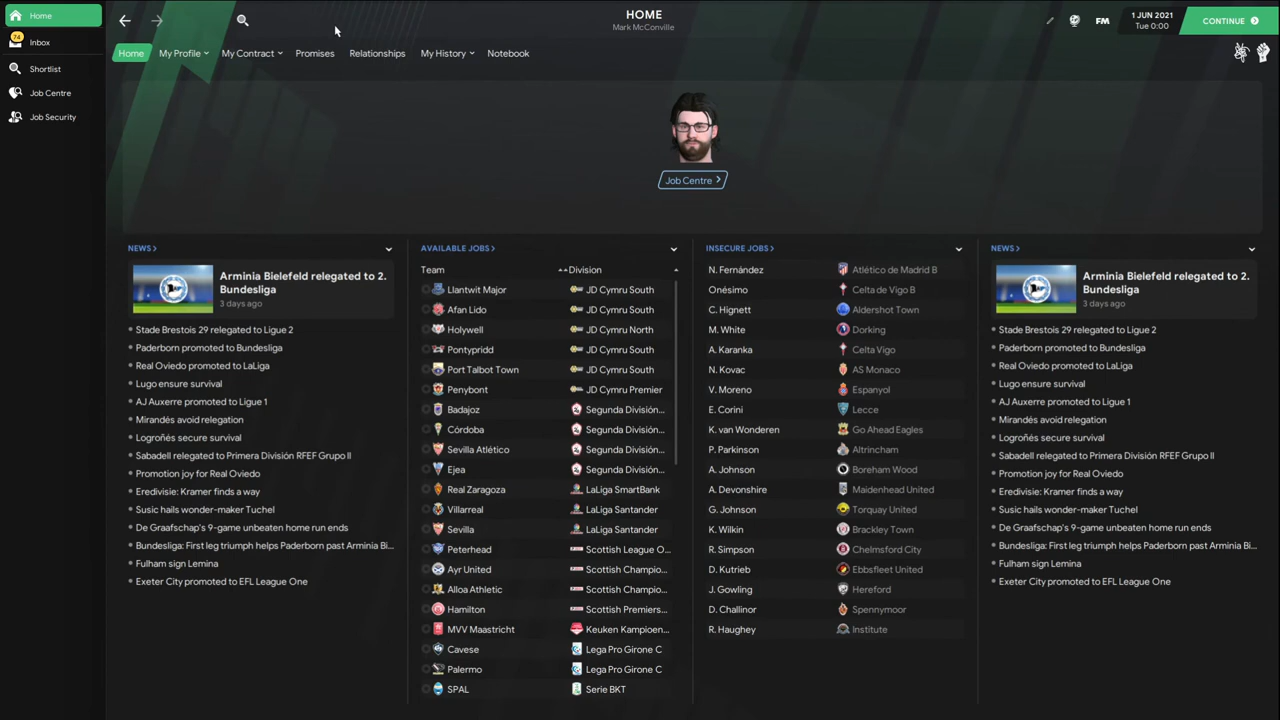 Home
74
Inbox
Shortlist
Job Centre
Job Security
HOME
Mark McConville
FM
1 JUN 2021
Tue 0:00
CONTINUE
Home
My Profile
My Contract
Promises
Relationships
My History
Notebook
Job Centre
NEWS
Arminia Bielefeld relegated to 2.
Bundesliga
3 days ago
Stade Brestois 29 relegated to Ligue 2
Paderborn promoted to Bundesliga
Real Oviedo promoted to LaLiga
Lugo ensure survival
AJ Auxerre promoted to Ligue 1
Mirandés avoid relegation
Logroñés secure survival
Sabadell relegated to Primera División RFEF Grupo II
Promotion joy for Real Oviedo
Eredivisie: Kramer finds a way
Susic hails wonder-maker Tuchel
De Graafschap's 9-game unbeaten home run ends
Bundesliga: First leg triumph helps Paderborn past Arminia Bi...
Fulham sign Lemina
Exeter City promoted to EFL League One
AVAILABLE JOBS
Team Division
Llantwit Major JD Cymru South
Afan Lido JD Cymru South
Holywell JD Cymru North
Pontypridd JD Cymru South
Port Talbot Town JD Cymru South
Penybont JD Cymru Premier
Badajoz Segunda División...
Córdoba Segunda División...
Sevilla Atlético Segunda División...
Ejea Segunda División...
Real Zaragoza LaLiga SmartBank
Villarreal LaLiga Santander
Sevilla LaLiga Santander
Peterhead Scottish League O...
Ayr United Scottish Champio...
Alloa Athletic Scottish Champio...
Hamilton Scottish Premiers...
MVV Maastricht Keuken Kampioen...
Cavese Lega Pro Girone C
Palermo Lega Pro Girone C
SPAL Serie BKT
INSECURE JOBS
N. Fernández Atlético de Madrid B
Onésimo Celta de Vigo B
C. Hignett Aldershot Town
M. White Dorking
A. Karanka Celta Vigo
N. Kovac AS Monaco
V. Moreno Espanyol
E. Corini Lecce
K. van Wonderen Go Ahead Eagles
P. Parkinson Altrincham
A. Johnson Boreham Wood
A. Devonshire Maidenhead United
G. Johnson Torquay United
K. Wilkin Brackley Town
R. Simpson Chelmsford City
D. Kutrieb Ebbsfleet United
J. Gowling Hereford
D. Challinor Spennymoor
R. Haughey Institute
NEWS
Arminia Bielefeld relegated to 2.
Bundesliga
3 days ago
Stade Brestois 29 relegated to Ligue 2
Paderborn promoted to Bundesliga
Real Oviedo promoted to LaLiga
Lugo ensure survival
AJ Auxerre promoted to Ligue 1
Mirandés avoid relegation
Logroñés secure survival
Sabadell relegated to Primera División RFEF Grupo II
Promotion joy for Real Oviedo
Eredivisie: Kramer finds a way
Susic hails wonder-maker Tuchel
De Graafschap's 9-game unbeaten home run ends
Bundesliga: First leg triumph helps Paderborn past Arminia Bi...
Fulham sign Lemina
Exeter City promoted to EFL League One